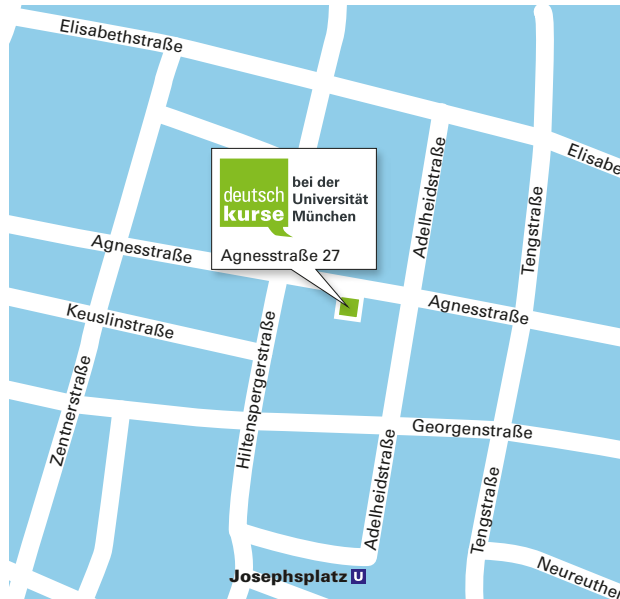 Elisabethstraße
Elisabe
deutsch
kurse
bei der
Universität
München
Agnesstraße 27
Adelheidstraße
Tengstraße
Agnesstraße
Agnesstraße
Keuslinstraße
Zentnerstraße
Hiltenspergerstraße
Georgenstraße
Adelheidstraße
Tengstraße
Josephsplatz U
Neureuther